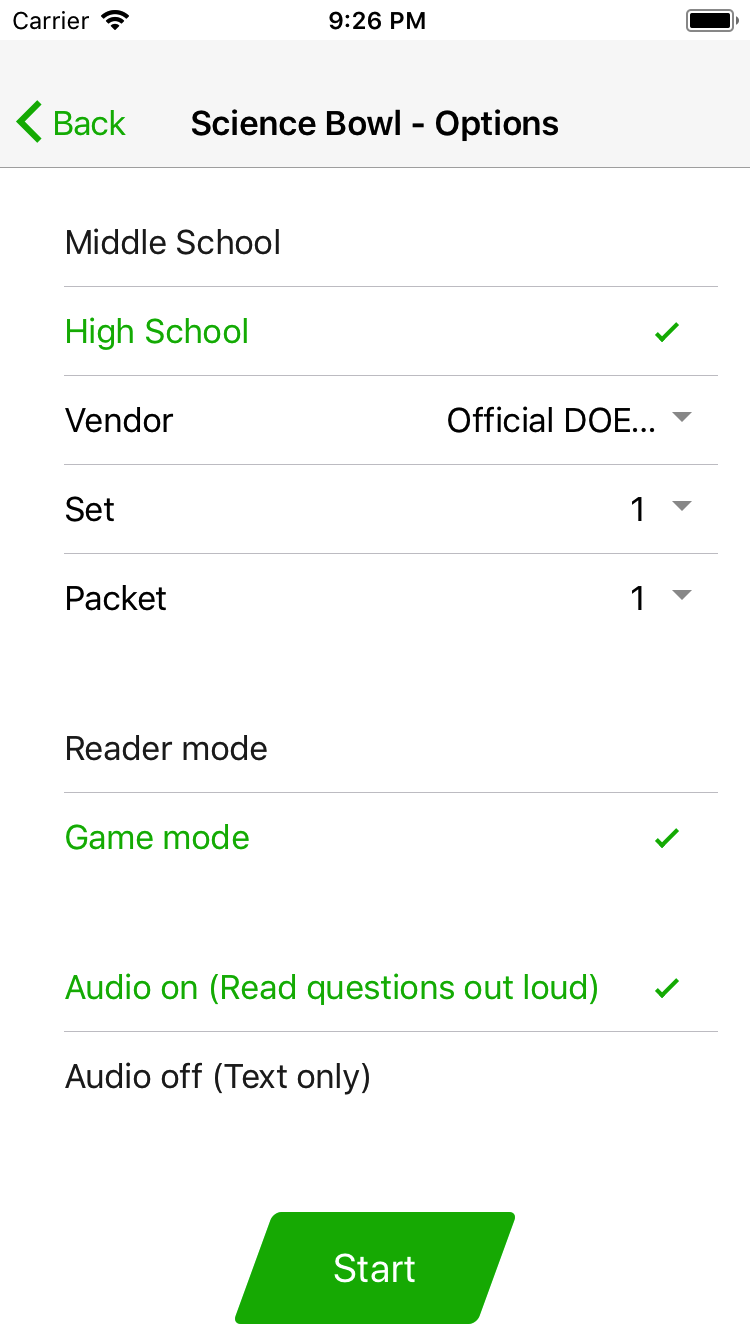 Carrier 9:26 PM
Back Science Bowl - Options
Middle School
High School
Vendor Official DOE...
Set 1
Packet 1
Reader mode
Game mode
Audio on (Read questions out loud)
Audio off (Text only)
Start